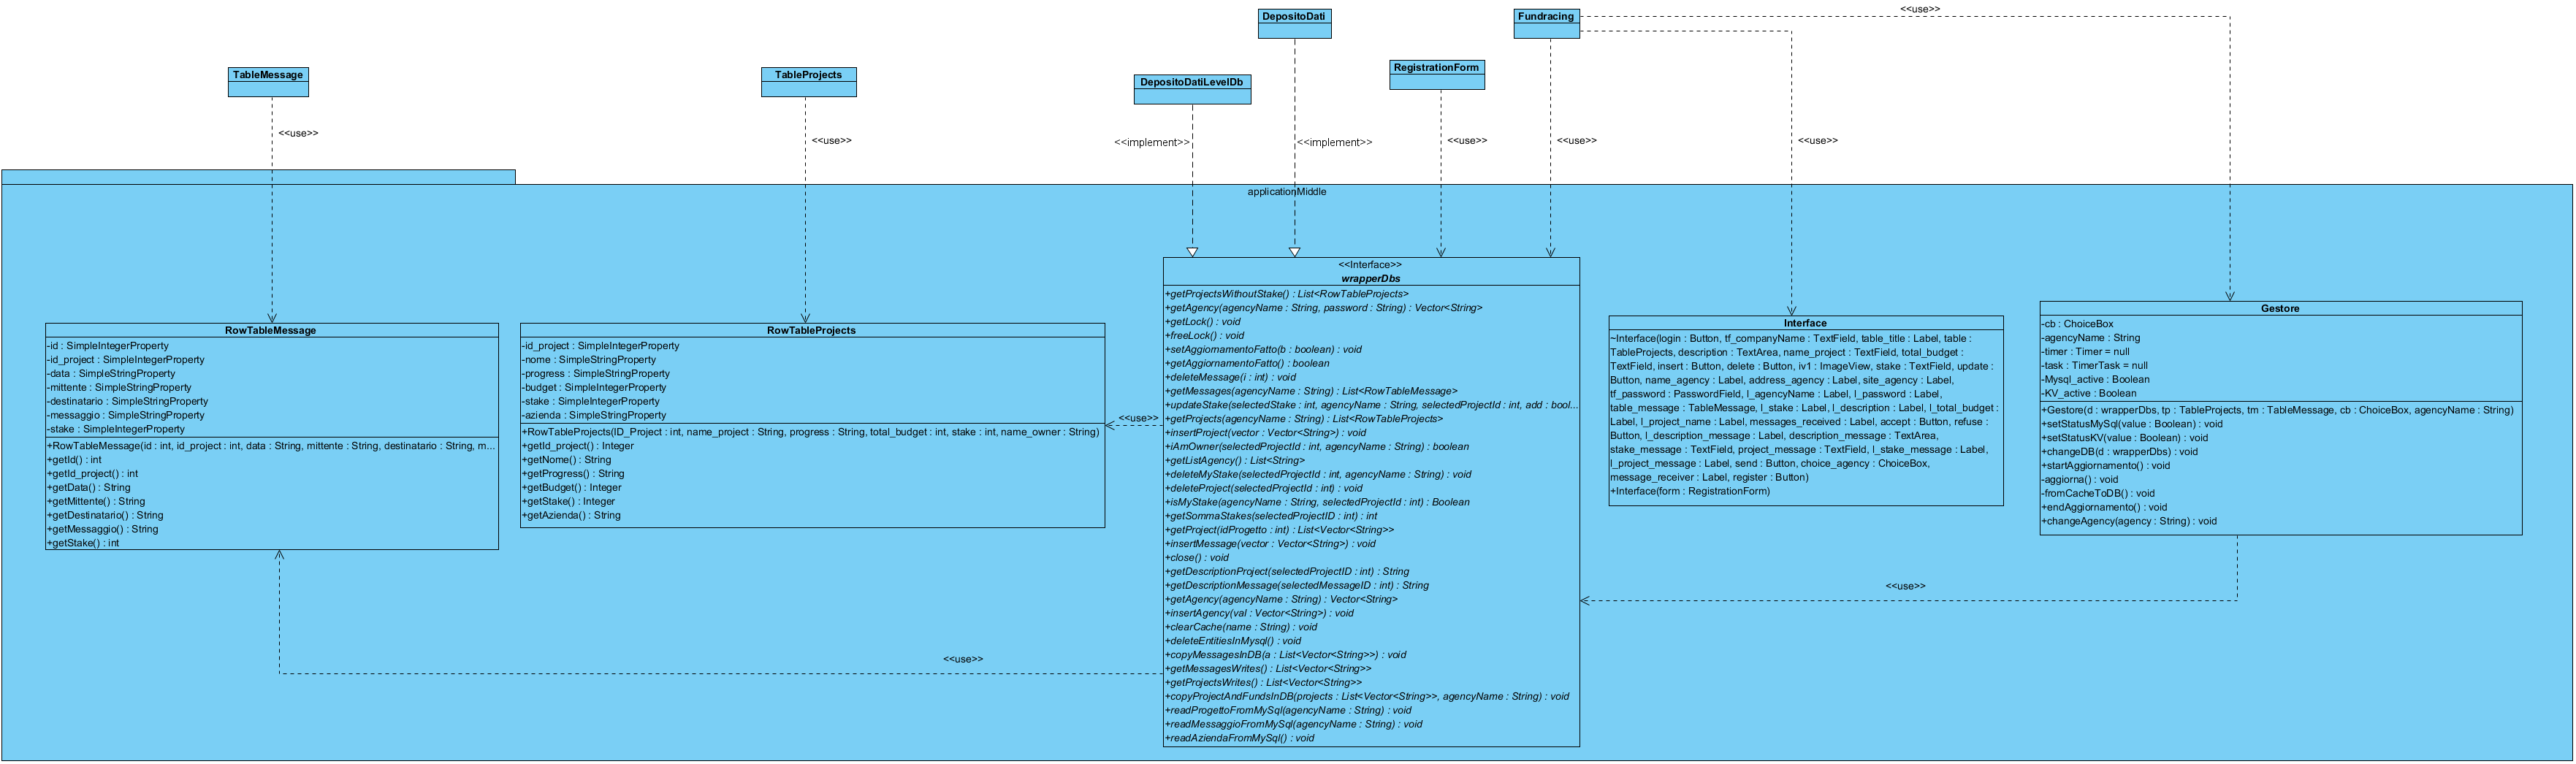 DepositoDati
Fundracing
<<use>>
TableMessage
TableProjects
DepositoDatiLevelDb
RegistrationForm
<<use>>
<<use>>
<<implement>>
<<implement>>
<<use>>
<<use>>
<<use>>
applicationMiddle
RowTableMessage
-id : SimpleIntegerProperty
-id_project : SimpleIntegerProperty
-data : SimpleStringProperty
-mittente : SimpleStringProperty
-destinatario : SimpleStringProperty
-messaggio : SimpleStringProperty
-stake : SimpleIntegerProperty
+RowTableMessage(id : int, id_project : int, data : String, mittente : String, destinatario : String, m...
+getId() : int
+getId_project() : int
+getData() : String
+getMittente() : String
+getDestinatario() : String
+getMessaggio() : String
+getStake() : int
RowTableProjects
-id_project : SimpleIntegerProperty
-nome : SimpleStringProperty
-progress : SimpleStringProperty
-budget : SimpleIntegerProperty
-stake : SimpleIntegerProperty
-azienda : SimpleStringProperty
+RowTableProjects(ID_Project : int, name_project : String, progress : String, total_budget : int, stake : int, name_owner : String)
+getId_project() : Integer
+getNome() : String
+getProgress() : String
+getBudget() : Integer
+getStake() : Integer
+getAzienda() : String
<<use>>
<<Interface>>
wrapperDbs
+getProjectsWithoutStake() : List<RowTableProjects>
+getAgency(agencyName : String, password : String) : Vector<String>
+getLock() : void
+freeLock() : void
+setAggiornamentoFatto(b : boolean) : void
+getAggiornamentoFatto() : boolean
+deleteMessage(i : int) : void
+getMessages(agencyName : String) : List<RowTableMessage>
+updateStake(selectedStake : int, agencyName : String, selectedProjectId : int, add : bool...
+getProjects(agencyName : String) : List<RowTableProjects>
+insertProject(vector : Vector<String>) : void
+iAmOwner(selectedProjectId : int, agencyName : String) : boolean
+getListAgency() : List<String>
+deleteMyStake(selectedProjectId : int, agencyName : String) : void
+deleteProject(selectedProjectId : int) : void
+isMyStake(agencyName : String, selectedProjectId : int) : Boolean
+getSommaStakes(selectedProjectID : int) : int
+getProject(idProgetto : int) : List<Vector<String>>
+insertMessage(vector : Vector<String>) : void
+close() : void
+getDescriptionProject(selectedProjectID : int) : String
+getDescriptionMessage(selectedMessageID : int) : String
+getAgency(agencyName : String) : Vector<String>
+insertAgency(val : Vector<String>) : void
+clearCache(name : String) : void
+deleteEntitiesInMysql() : void
+copyMessagesInDB(a : List<Vector<String>>) : void
+getMessagesWrites() : List<Vector<String>>
+getProjectsWrites() : List<Vector<String>>
+copyProjectAndFundsInDB(projects : List<Vector<String>>, agencyName : String) : void
+readProgettoFromMySql(agencyName : String) : void
+readMessaggioFromMySql(agencyName : String) : void
+readAziendaFromMySql() : void
Interface
~Interface(login : Button, tf_companyName : TextField, table_title : Label, table :
TableProjects, description : TextArea, name_project : TextField, total_budget :
TextField, insert : Button, delete : Button, iv1 : ImageView, stake : TextField, update :
Button, name_agency : Label, address_agency : Label, site_agency : Label,
tf_password : PasswordField, l_agencyName : Label, l_password : Label,
table_message : TableMessage, l_stake : Label, l_description : Label, l_total_budget :
Label, l_project_name : Label, messages_received : Label, accept : Button, refuse :
Button, l_description_message : Label, description_message : TextArea,
stake_message : TextField, project_message : TextField, l_stake_message : Label,
l_project_message : Label, send : Button, choice_agency : ChoiceBox,
message_receiver : Label, register : Button)
+Interface(form : RegistrationForm)
Gestore
-cb : ChoiceBox
-agencyName : String
-timer : Timer = null
-task : TimerTask = null
-Mysql_active : Boolean
-KV_active : Boolean
+Gestore(d : wrapperDbs, tp : TableProjects, tm : TableMessage, cb : ChoiceBox, agencyName : String)
+setStatusMySql(value : Boolean) : void
+setStatusKV(value : Boolean) : void
+changeDB(d : wrapperDbs) : void
+startAggiornamento() : void
-aggiorna() : void
-fromCacheToDB() : void
+endAggiornamento() : void
+changeAgency(agency : String) : void
<<use>>
<<use>>